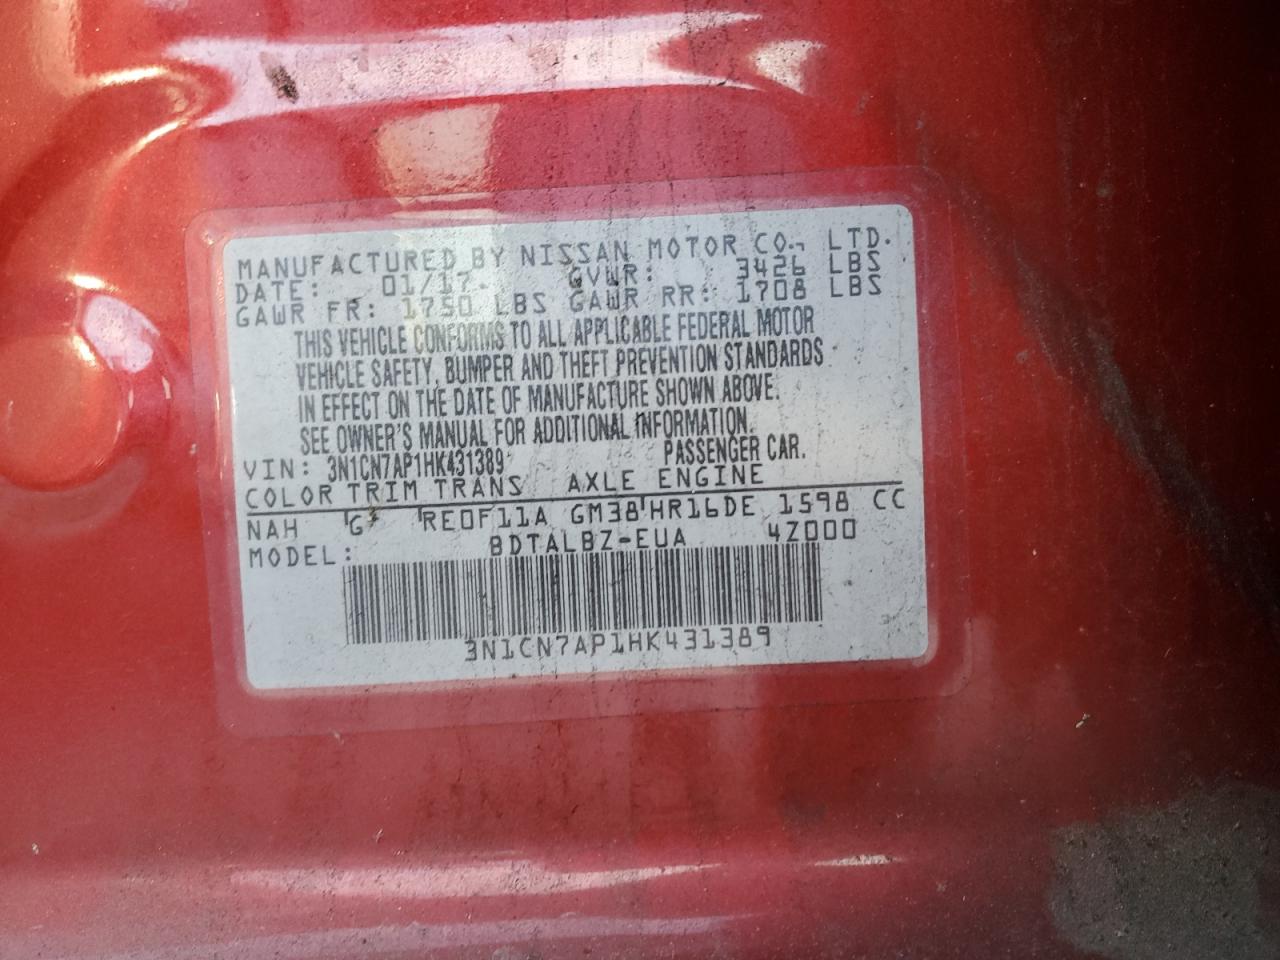 MANUFACTURED BY NISSAN MOTOR CO., LTD.
DATE: 01/17 GVWR: 3426 LBS
GAWR FR: 1750 LBS GAWR RR: 1708 LBS
THIS VEHICLE CONFORMS TO ALL APPLICABLE FEDERAL MOTOR
VEHICLE SAFETY, BUMPER AND THEFT PREVENTION STANDARDS
IN EFFECT ON THE DATE OF MANUFACTURE SHOWN ABOVE.
SEE OWNER'S MANUAL FOR ADDITIONAL INFORMATION.
VIN: 3N1CN7AP1HK431389 PASSENGER CAR.
COLOR TRIM TRANS AXLE ENGINE
NAH 'G' 'RE0F11A GM38'HR16DE 1598 CC
MODEL: BDTALBZ-EUA 4Z000
3N1CN7AP1HK431389